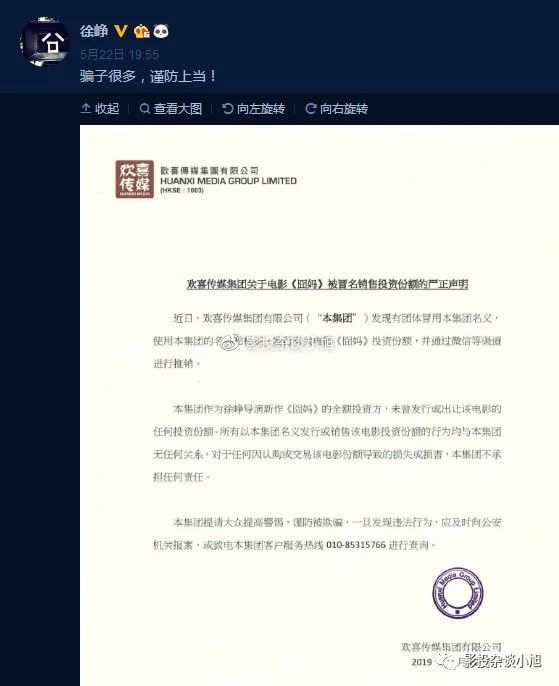 徐峥
5月22日 19:55
骗子很多，谨防上当！
收起 查看大图 向左旋转 向右旋转
欢喜传媒
HUANXI MEDIA
歡喜傳媒集團有限公司
HUANXI MEDIA GROUP LIMITED
(HKSE : 1003)
欢喜传媒集团关于电影《囧妈》被冒名销售投资份额的严正声明
近日，欢喜传媒集团有限公司（“本集团”）发现有团体冒用本集团名义，
使用本集团的名 《囧妈》投资份额，并通过微信等渠道
进行推销。
影投杂谈小旭
本集团作为徐峥导演新作《囧妈》的全额投资方，未曾发行或出让该电影的
任何投资份额。所有以本集团名义发行或销售该电影投资份额的行为均与本集团
无任何关系。对于任何因认购或交易该电影份额导致的损失或损害，本集团不承
担任何责任。
本集团提请大众提高警惕，谨防被欺骗，一旦发现违法行为，应及时向公安
机关报案，或致电本集团客户服务热线 010-85315766 进行查询。
Huanxi Media Group Limited
欢喜传媒集团有限公司
2019
影投杂谈小旭